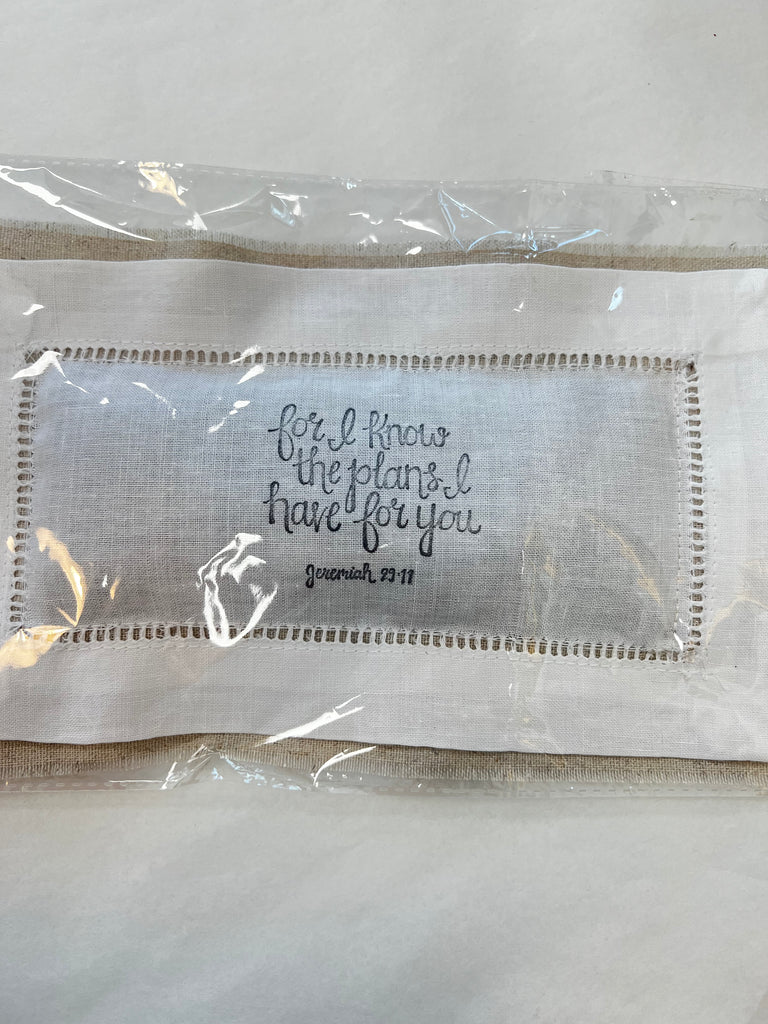 for I know
the plans I
have for you
Jeremiah 29:11